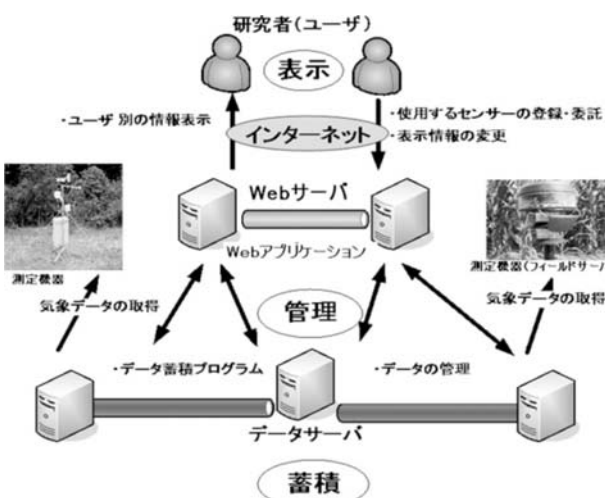 研究者(ユーザ)
表示
・ユーザ別の情報表示
・使用するセンサーの登録・委託
インターネット
・表示情報の変更
Webサーバ
Webアプリケーション
測定機器
測定機器(フィールドサーバ
気象データの取得
気象データの取得
管理
・データ蓄積プログラム
・データの管理
データサーバ
蓄積